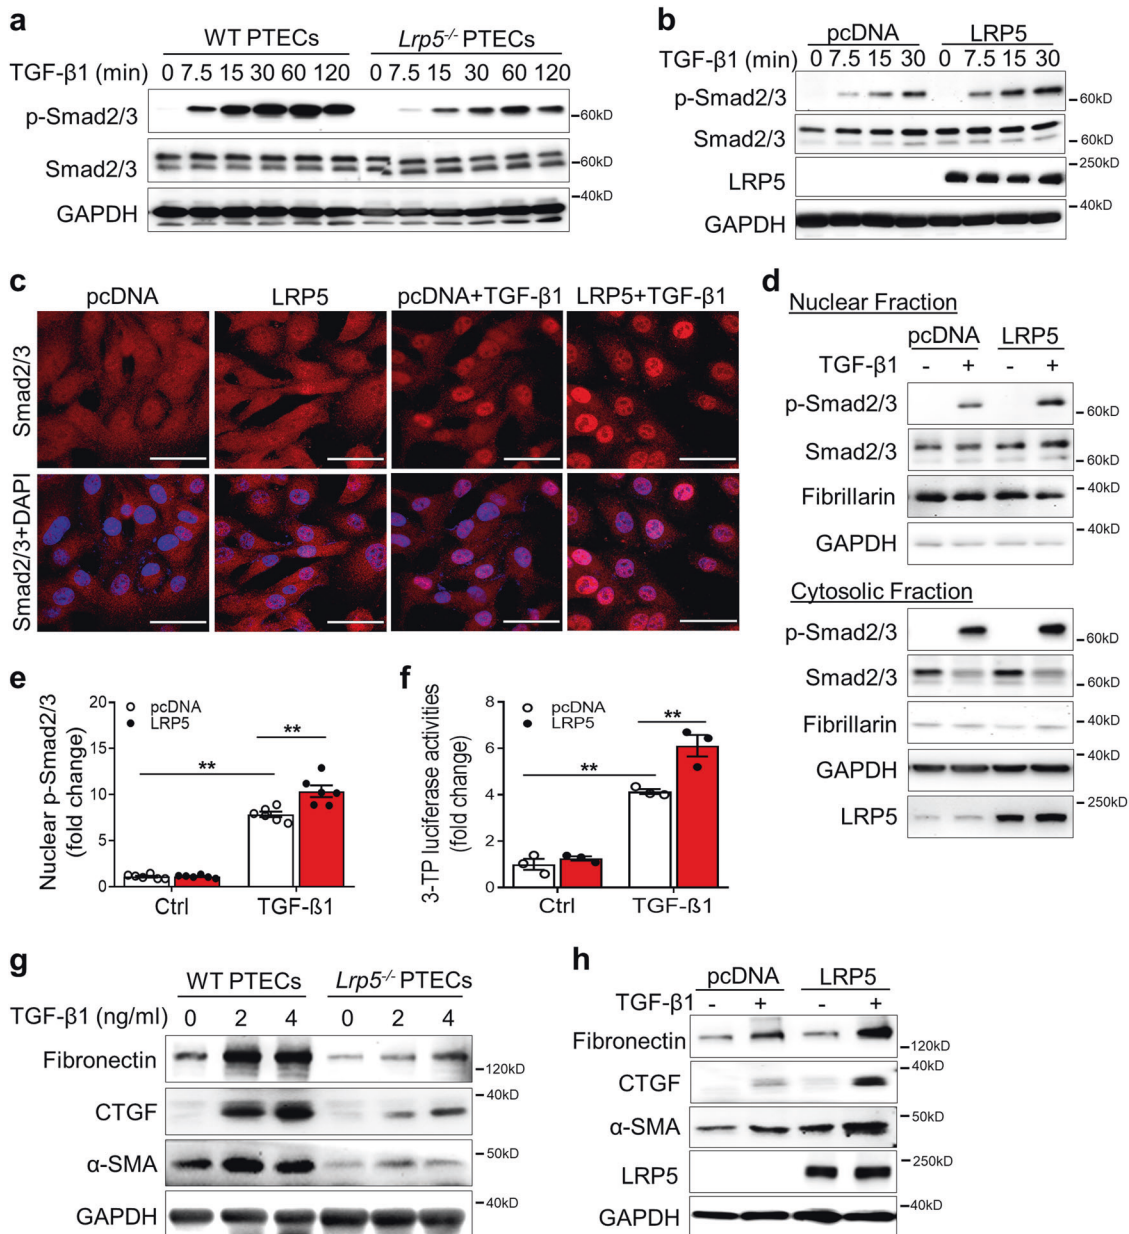 a
WT PTECs Lrp5-/- PTECs
TGF-β1 (min) 0 7.5 15 30 60 120 0 7.5 15 30 60 120
p-Smad2/3 60kD
Smad2/3 60kD
GAPDH 40kD
b
pcDNA LRP5
TGF-β1 (min) 0 7.5 15 30 0 7.5 15 30
p-Smad2/3 60kD
Smad2/3 60kD
LRP5 250kD
GAPDH 40kD
c
pcDNA LRP5 pcDNA+TGF-β1 LRP5+TGF-β1
Smad2/3
Smad2/3+DAPI
d
Nuclear Fraction
pcDNA LRP5
TGF-β1 - + - +
p-Smad2/3 60kD
Smad2/3 60kD
Fibrillarin 40kD
GAPDH 40kD
Cytosolic Fraction
p-Smad2/3 60kD
Smad2/3 60kD
Fibrillarin 40kD
GAPDH 40kD
LRP5 250kD
e
Nuclear p-Smad2/3
(fold change)
20
15
10
5
0
pcDNA
LRP5
**
**
Ctrl TGF-ß1
f
3-TP luciferase activities
(fold change)
8
6
4
2
0
pcDNA
LRP5
**
**
Ctrl TGF-ß1
g
WT PTECs Lrp5-/- PTECs
TGF-β1 (ng/ml) 0 2 4 0 2 4
Fibronectin 120kD
CTGF 40kD
α-SMA 50kD
GAPDH 40kD
h
pcDNA LRP5
TGF-β1 - + - +
Fibronectin 120kD
CTGF 40kD
α-SMA 50kD
LRP5 250kD
GAPDH 40kD